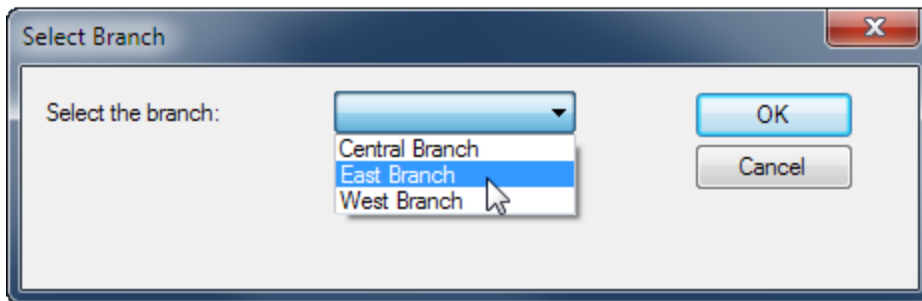 Select Branch
Select the branch:
OK
Central Branch
East Branch
Cancel
West Branch